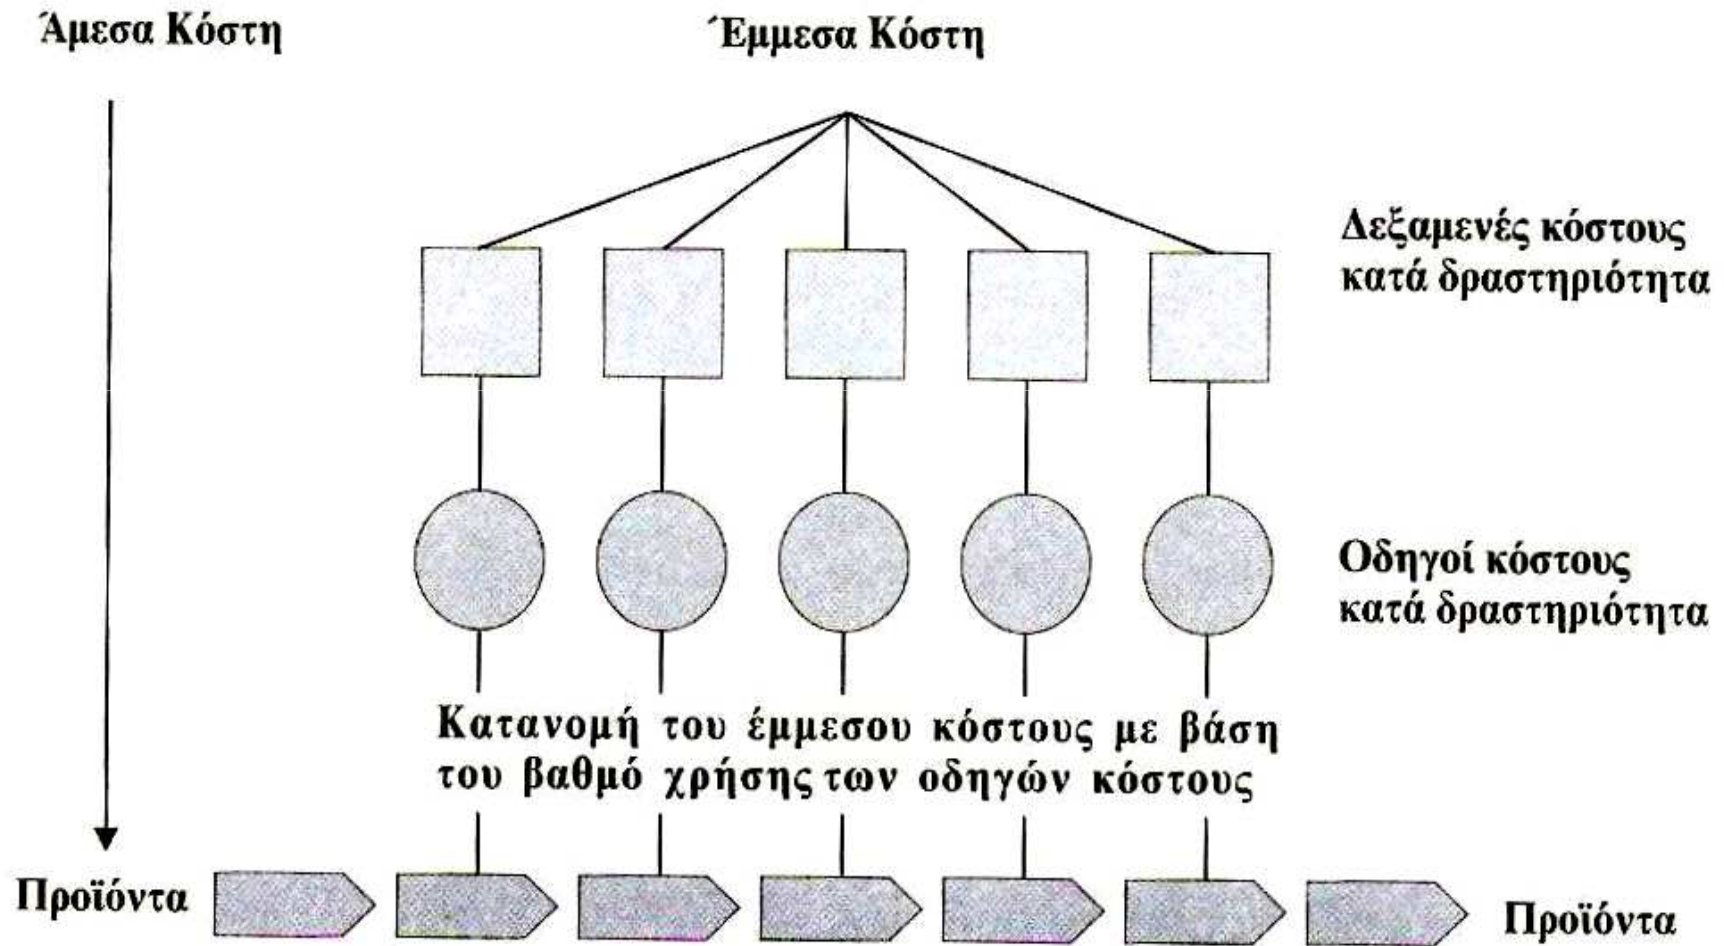 Άμεσα Κόστη
Έμμεσα Κόστη
Δεξαμενές κόστους
κατά δραστηριότητα
Οδηγοί κόστους
κατά δραστηριότητα
Κατανομή του έμμεσου κόστους με βάση
του βαθμό χρήσης των οδηγών κόστους
Προϊόντα
Προϊόντα